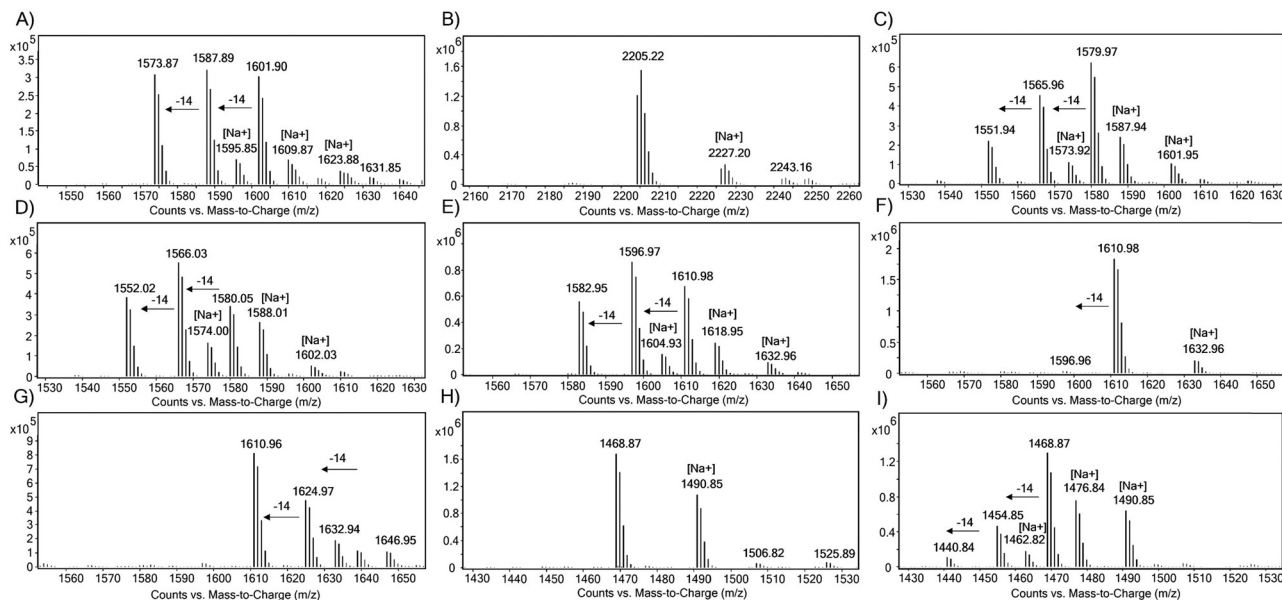 A)
x10 5
3.5
3
2.5
2
1.5
1
0.5
0
1573.87
1587.89
1601.90
-14
-14
[Na+]
1595.85
[Na+]
1609.87
[Na+]
1623.88
1631.85
1550 1560 1570 1580 1590 1600 1610 1620 1630 1640
Counts vs. Mass-to-Charge (m/z)
B)
x10 6
1.6
1.2
0.8
0.4
0
2205.22
[Na+]
2227.20
2243.16
2160 2170 2180 2190 2200 2210 2220 2230 2240 2250 2260
Counts vs. Mass-to-Charge (m/z)
C)
x10 5
6
5
4
3
2
1
0
1579.97
1565.96
-14
-14
1551.94
[Na+]
1573.92
[Na+]
1587.94
[Na+]
1601.95
1530 1540 1550 1560 1570 1580 1590 1600 1610 1620 1630
Counts vs. Mass-to-Charge (m/z)
D)
x10 5
6
5
4
3
2
1
0
1566.03
1552.02
-14
-14
1580.05
[Na+]
1574.00
[Na+]
1588.01
[Na+]
1602.03
1530 1540 1550 1560 1570 1580 1590 1600 1610 1620 1630
Counts vs. Mass-to-Charge (m/z)
E)
x10 6
0.8
0.6
0.4
0.2
0
1596.97
1582.95
1610.98
-14
-14
[Na+]
1604.93
[Na+]
1618.95
[Na+]
1632.96
1560 1570 1580 1590 1600 1610 1620 1630 1640 1650
Counts vs. Mass-to-Charge (m/z)
F)
x10 6
2
1.5
1
0.5
0
1610.98
-14
1596.96
[Na+]
1632.96
1560 1570 1580 1590 1600 1610 1620 1630 1640 1650
Counts vs. Mass-to-Charge (m/z)
G)
x10 5
9
8
7
6
5
4
3
2
1
0
1610.96
-14
1624.97
-14
1632.94
1646.95
1560 1570 1580 1590 1600 1610 1620 1630 1640 1650
Counts vs. Mass-to-Charge (m/z)
H)
x10 6
1.6
1.2
0.8
0.4
0
1468.87
[Na+]
1490.85
1506.82
1525.89
1430 1440 1450 1460 1470 1480 1490 1500 1510 1520 1530
Counts vs. Mass-to-Charge (m/z)
I)
x10 6
1.6
1.2
0.8
0.4
0
1468.87
-14
-14
1454.85
1440.84
[Na+]
1462.82
[Na+]
1476.84
[Na+]
1490.85
1430 1440 1450 1460 1470 1480 1490 1500 1510 1520 1530
Counts vs. Mass-to-Charge (m/z)